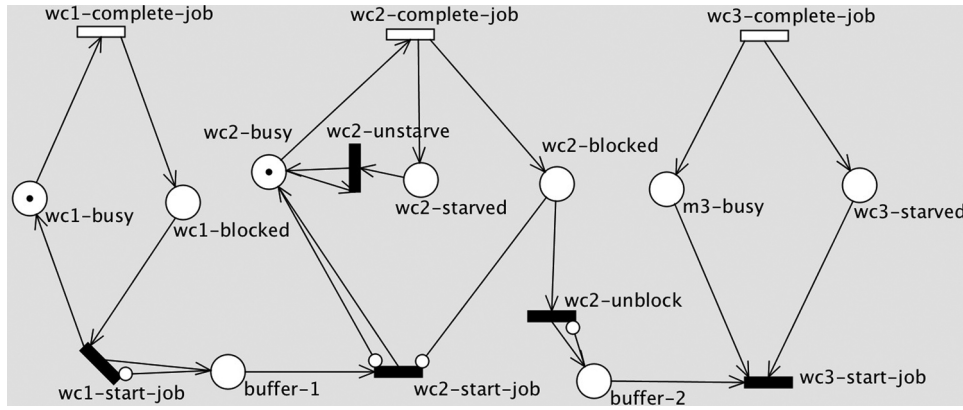 wc1-complete-job
wc2-complete-job
wc3-complete-job
wc2-busy
wc2-unstarve
wc2-blocked
wc1-busy
wc1-blocked
wc2-starved
m3-busy
wc3-starved
wc2-unblock
wc1-start-job
buffer-1
wc2-start-job
buffer-2
wc3-start-job